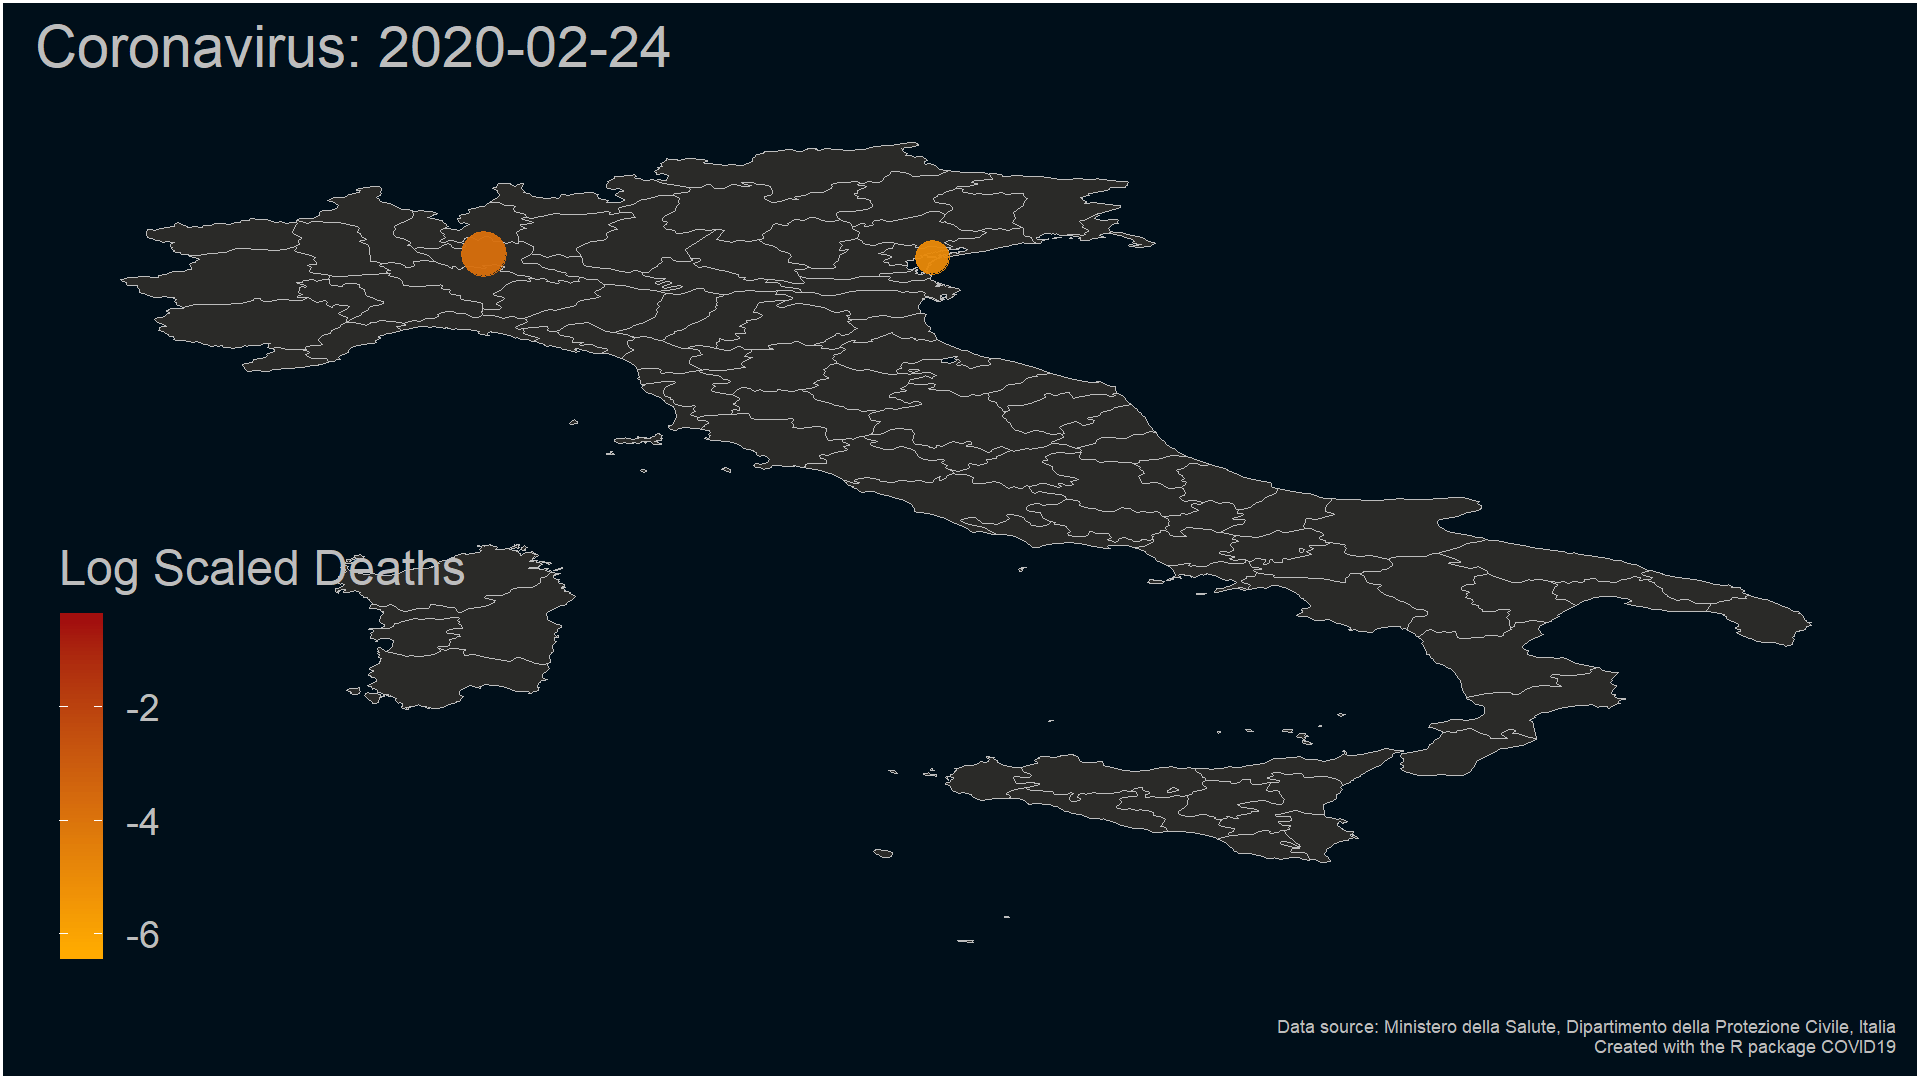 Coronavirus: 2020-02-24
Log Scaled Deaths
-2
-4
-6
Data source: Ministero della Salute, Dipartimento della Protezione Civile, Italia
Created with the R package COVID19